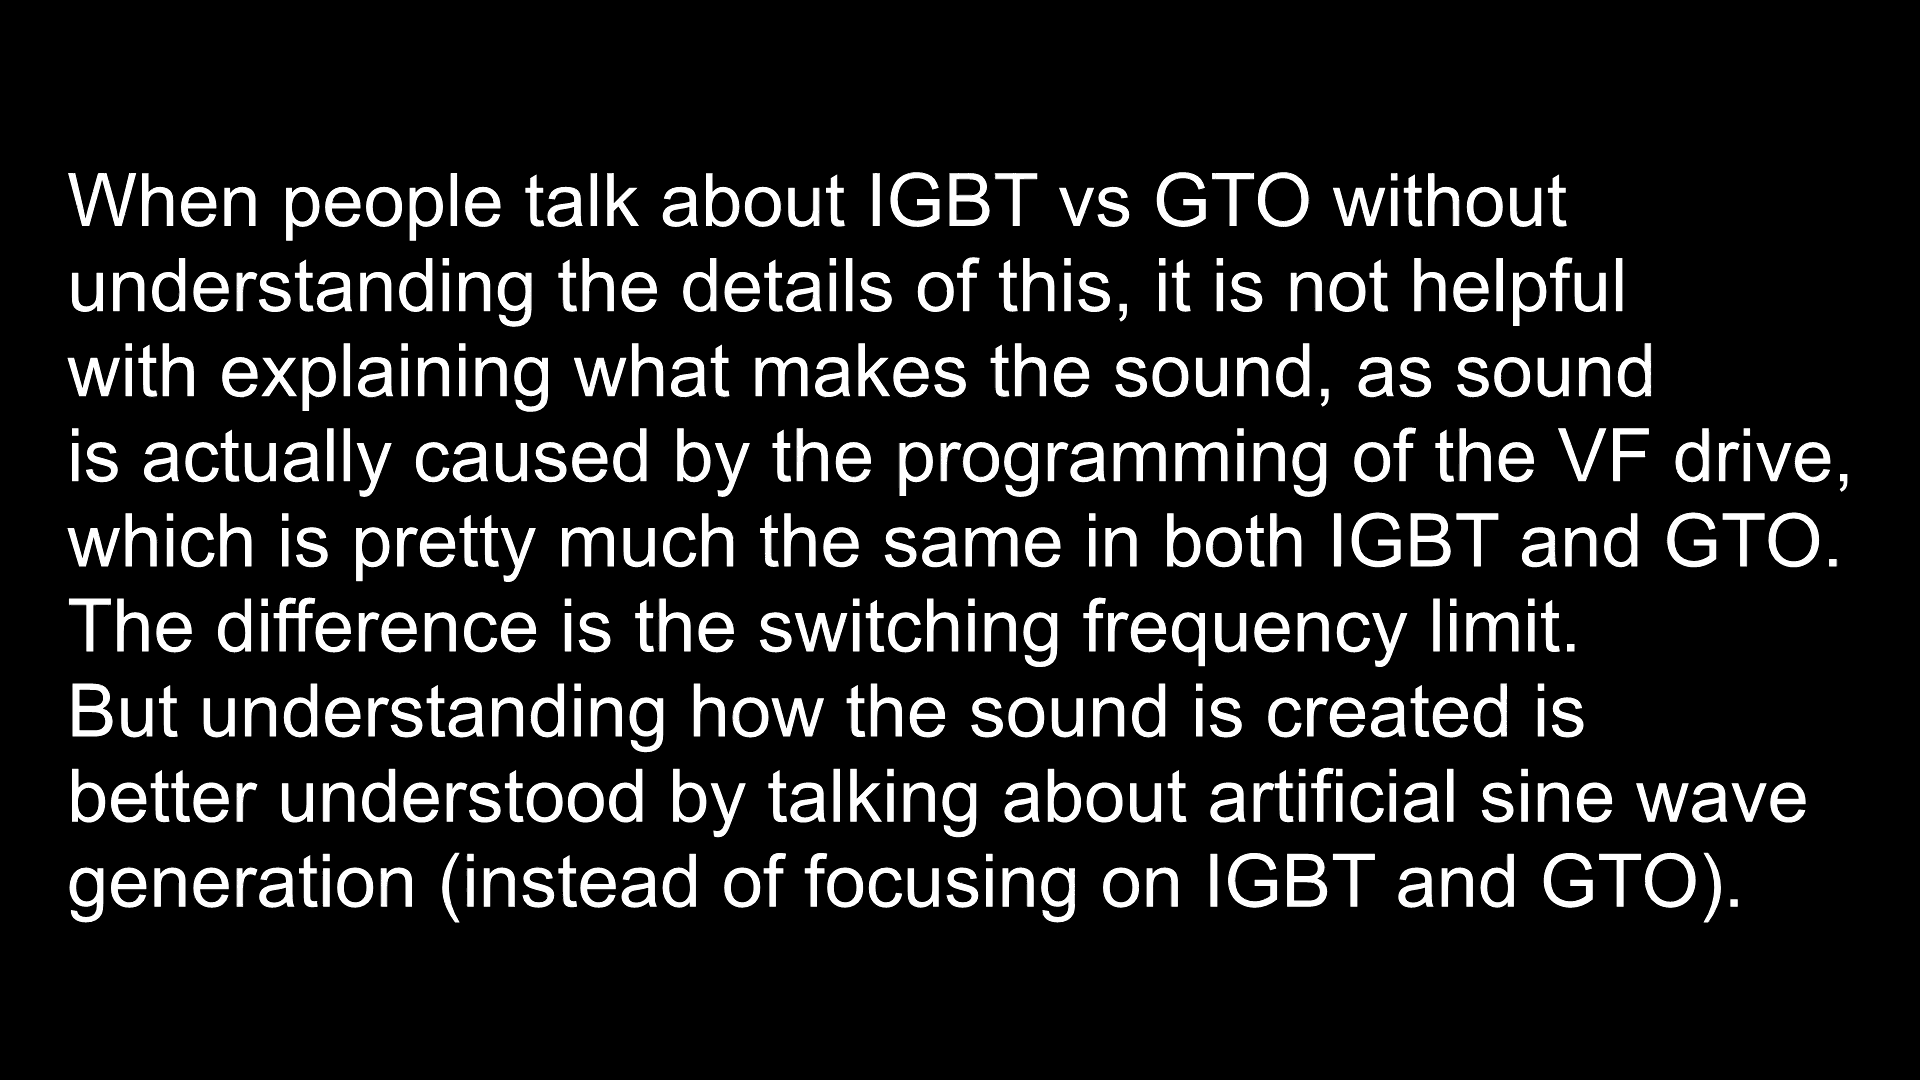 When people talk about IGBT vs GTO without
understanding the details of this, it is not helpful
with explaining what makes the sound, as sound
is actually caused by the programming of the VF drive,
which is pretty much the same in both IGBT and GTO.
The difference is the switching frequency limit.
But understanding how the sound is created is
better understood by talking about artificial sine wave
generation (instead of focusing on IGBT and GTO).